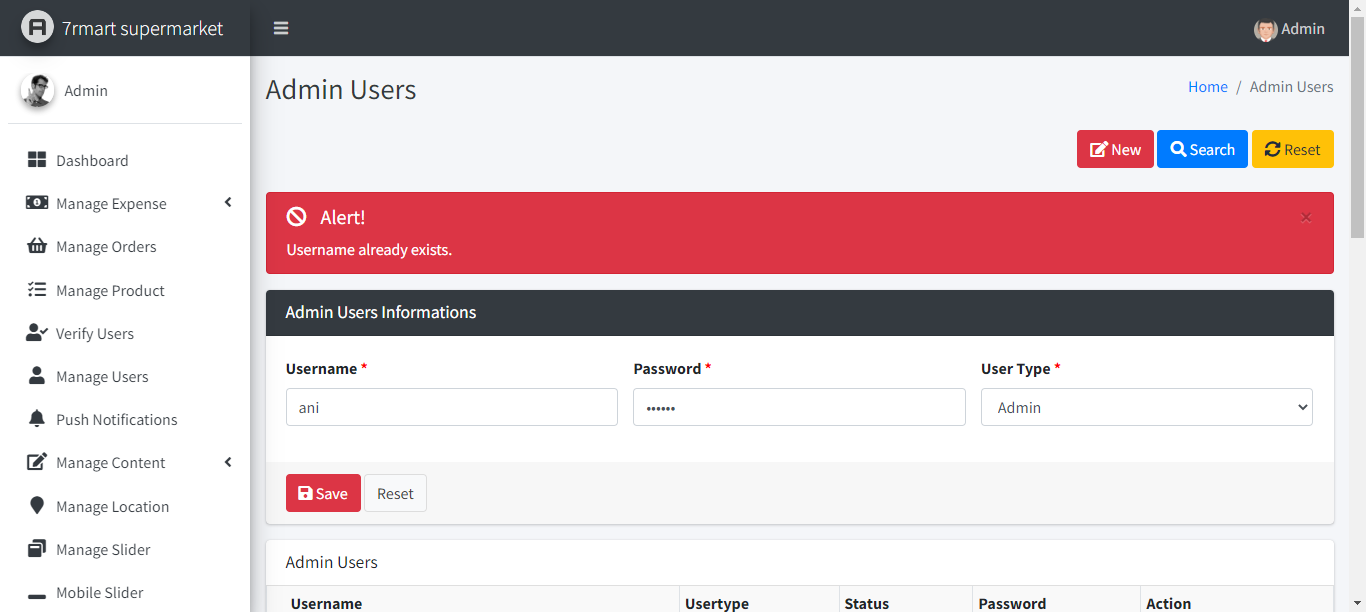 7rmart supermarket
Admin
Admin
Dashboard
Manage Expense
Manage Orders
Manage Product
Verify Users
Manage Users
Push Notifications
Manage Content
Manage Location
Manage Slider
Mobile Slider
Admin Users
Home / Admin Users
New Search Reset
Alert! ×
Username already exists.
Admin Users Informations
Username * Password * User Type *
ani •••••• Admin
Save Reset
Admin Users
Username Usertype Status Password Action